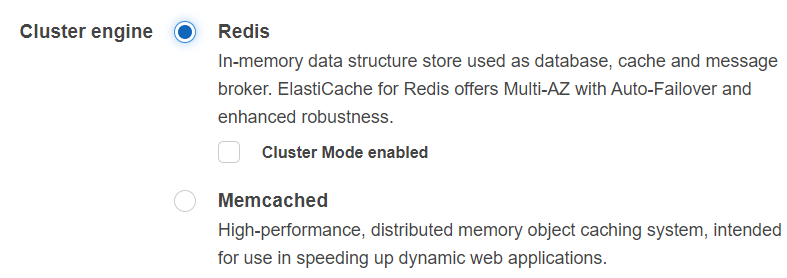 Cluster engine Redis
In-memory data structure store used as database, cache and message
broker. ElastiCache for Redis offers Multi-AZ with Auto-Failover and
enhanced robustness.
Cluster Mode enabled
Memcached
High-performance, distributed memory object caching system, intended
for use in speeding up dynamic web applications.